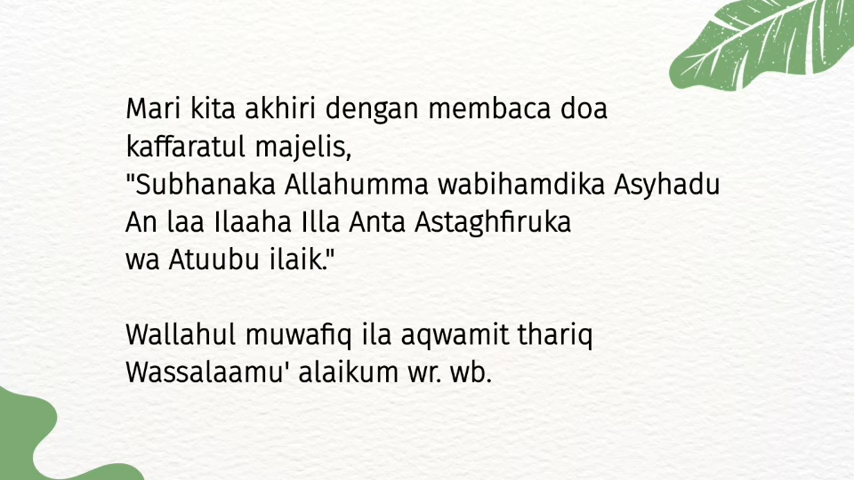 Mari kita akhiri dengan membaca doa
kaffaratul majelis,
"Subhanaka Allahumma wabihamdika Asyhadu
An laa Ilaaha Illa Anta Astaghfiruka
wa Atuubu ilaik."
Wallahul muwafiq ila aqwamit thariq
Wassalaamu' alaikum wr. wb.